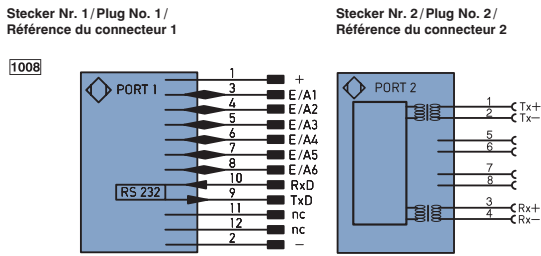 Stecker Nr. 1/Plug No. 1/
Référence du connecteur 1
1008
PORT 1
1 +
3 E/A1
4 E/A2
5 E/A3
6 E/A4
7 E/A5
8 E/A6
RS 232
10 RxD
9 TxD
11 nc
12 nc
2 −
Stecker Nr. 2/Plug No. 2/
Référence du connecteur 2
PORT 2
1 Tx+
2 Tx−
5
6
7
8
3 Rx+
4 Rx−